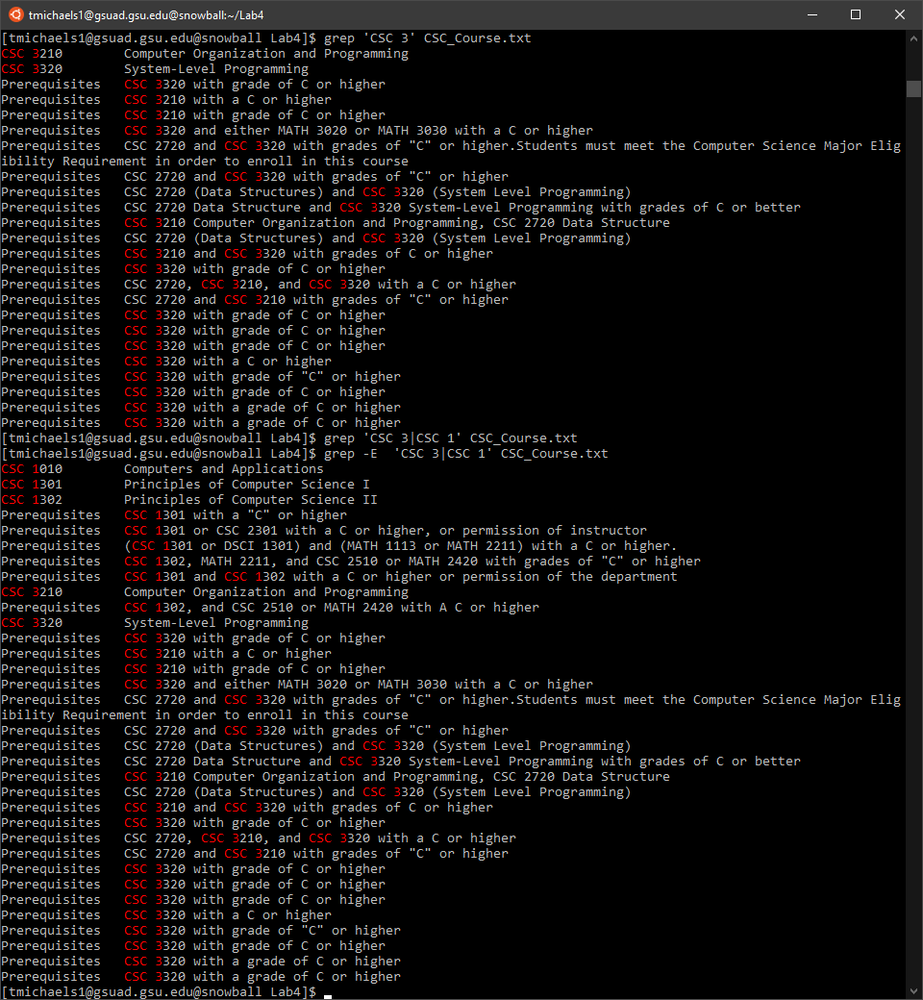 tmichaels1@gsuad.gsu.edu@snowball:~/Lab4
[tmichaels1@gsuad.gsu.edu@snowball Lab4]$ grep 'CSC 3' CSC_Course.txt
CSC 3210        Computer Organization and Programming
CSC 3320        System-Level Programming
Prerequisites   CSC 3320 with grade of C or higher
Prerequisites   CSC 3210 with a C or higher
Prerequisites   CSC 3210 with grade of C or higher
Prerequisites   CSC 3320 and either MATH 3020 or MATH 3030 with a C or higher
Prerequisites   CSC 2720 and CSC 3320 with grades of "C" or higher.Students must meet the Computer Science Major Elig
ibility Requirement in order to enroll in this course
Prerequisites   CSC 2720 and CSC 3320 with grades of "C" or higher
Prerequisites   CSC 2720 (Data Structures) and CSC 3320 (System Level Programming)
Prerequisites   CSC 2720 Data Structure and CSC 3320 System-Level Programming with grades of C or better
Prerequisites   CSC 3210 Computer Organization and Programming, CSC 2720 Data Structure
Prerequisites   CSC 2720 (Data Structures) and CSC 3320 (System Level Programming)
Prerequisites   CSC 3210 and CSC 3320 with grades of C or higher
Prerequisites   CSC 3320 with grade of C or higher
Prerequisites   CSC 2720, CSC 3210, and CSC 3320 with a C or higher
Prerequisites   CSC 2720 and CSC 3210 with grades of "C" or higher
Prerequisites   CSC 3320 with grade of C or higher
Prerequisites   CSC 3320 with grade of C or higher
Prerequisites   CSC 3320 with grade of C or higher
Prerequisites   CSC 3320 with a C or higher
Prerequisites   CSC 3320 with grade of "C" or higher
Prerequisites   CSC 3320 with grade of C or higher
Prerequisites   CSC 3320 with a grade of C or higher
Prerequisites   CSC 3320 with a grade of C or higher
[tmichaels1@gsuad.gsu.edu@snowball Lab4]$ grep 'CSC 3|CSC 1' CSC_Course.txt
[tmichaels1@gsuad.gsu.edu@snowball Lab4]$ grep -E  'CSC 3|CSC 1' CSC_Course.txt
CSC 1010        Computers and Applications
CSC 1301        Principles of Computer Science I
CSC 1302        Principles of Computer Science II
Prerequisites   CSC 1301 with a "C" or higher
Prerequisites   CSC 1301 or CSC 2301 with a C or higher, or permission of instructor
Prerequisites   (CSC 1301 or DSCI 1301) and (MATH 1113 or MATH 2211) with a C or higher.
Prerequisites   CSC 1302, MATH 2211, and CSC 2510 or MATH 2420 with grades of "C" or higher
Prerequisites   CSC 1301 and CSC 1302 with a C or higher or permission of the department
CSC 3210        Computer Organization and Programming
Prerequisites   CSC 1302, and CSC 2510 or MATH 2420 with A C or higher
CSC 3320        System-Level Programming
Prerequisites   CSC 3320 with grade of C or higher
Prerequisites   CSC 3210 with a C or higher
Prerequisites   CSC 3210 with grade of C or higher
Prerequisites   CSC 3320 and either MATH 3020 or MATH 3030 with a C or higher
Prerequisites   CSC 2720 and CSC 3320 with grades of "C" or higher.Students must meet the Computer Science Major Elig
ibility Requirement in order to enroll in this course
Prerequisites   CSC 2720 and CSC 3320 with grades of "C" or higher
Prerequisites   CSC 2720 (Data Structures) and CSC 3320 (System Level Programming)
Prerequisites   CSC 2720 Data Structure and CSC 3320 System-Level Programming with grades of C or better
Prerequisites   CSC 3210 Computer Organization and Programming, CSC 2720 Data Structure
Prerequisites   CSC 2720 (Data Structures) and CSC 3320 (System Level Programming)
Prerequisites   CSC 3210 and CSC 3320 with grades of C or higher
Prerequisites   CSC 3320 with grade of C or higher
Prerequisites   CSC 2720, CSC 3210, and CSC 3320 with a C or higher
Prerequisites   CSC 2720 and CSC 3210 with grades of "C" or higher
Prerequisites   CSC 3320 with grade of C or higher
Prerequisites   CSC 3320 with grade of C or higher
Prerequisites   CSC 3320 with grade of C or higher
Prerequisites   CSC 3320 with a C or higher
Prerequisites   CSC 3320 with grade of "C" or higher
Prerequisites   CSC 3320 with grade of C or higher
Prerequisites   CSC 3320 with a grade of C or higher
Prerequisites   CSC 3320 with a grade of C or higher
[tmichaels1@gsuad.gsu.edu@snowball Lab4]$